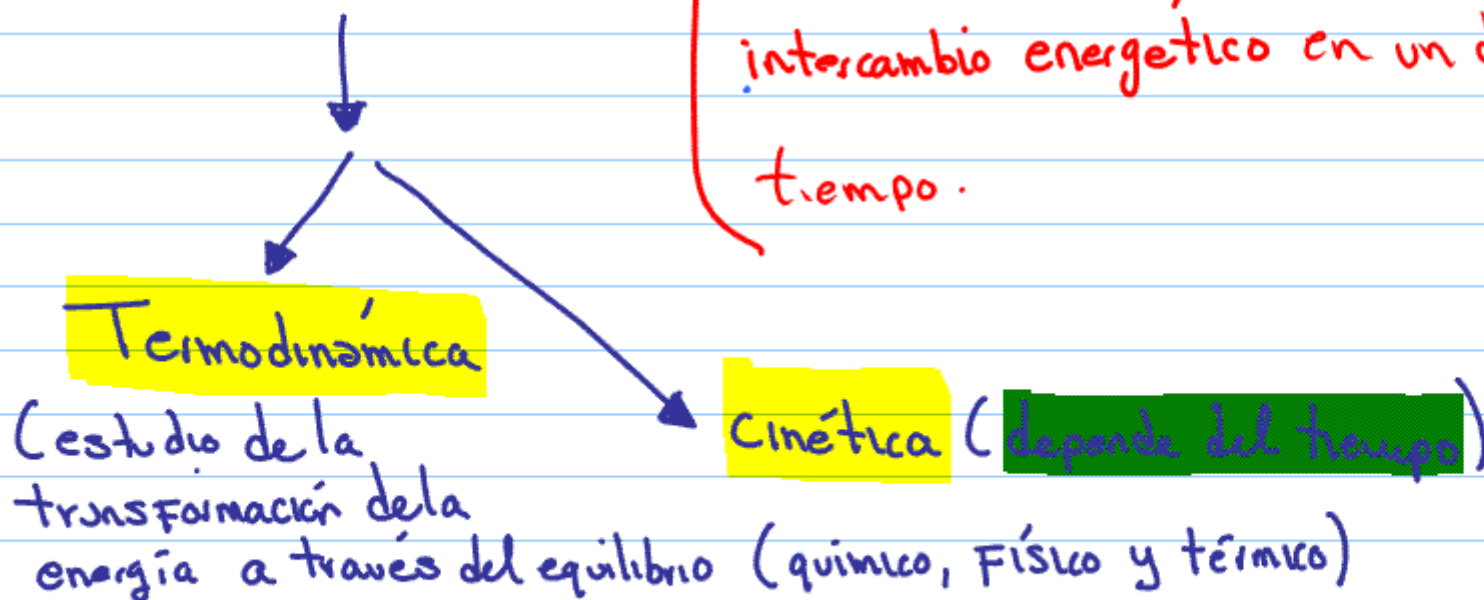 intercambio energético en un
tiempo.
Termodinámica
Cinética (depende del tiempo)
(estudio de la
transformación de la
energía a través del equilibrio (químico, Físico y térmico)